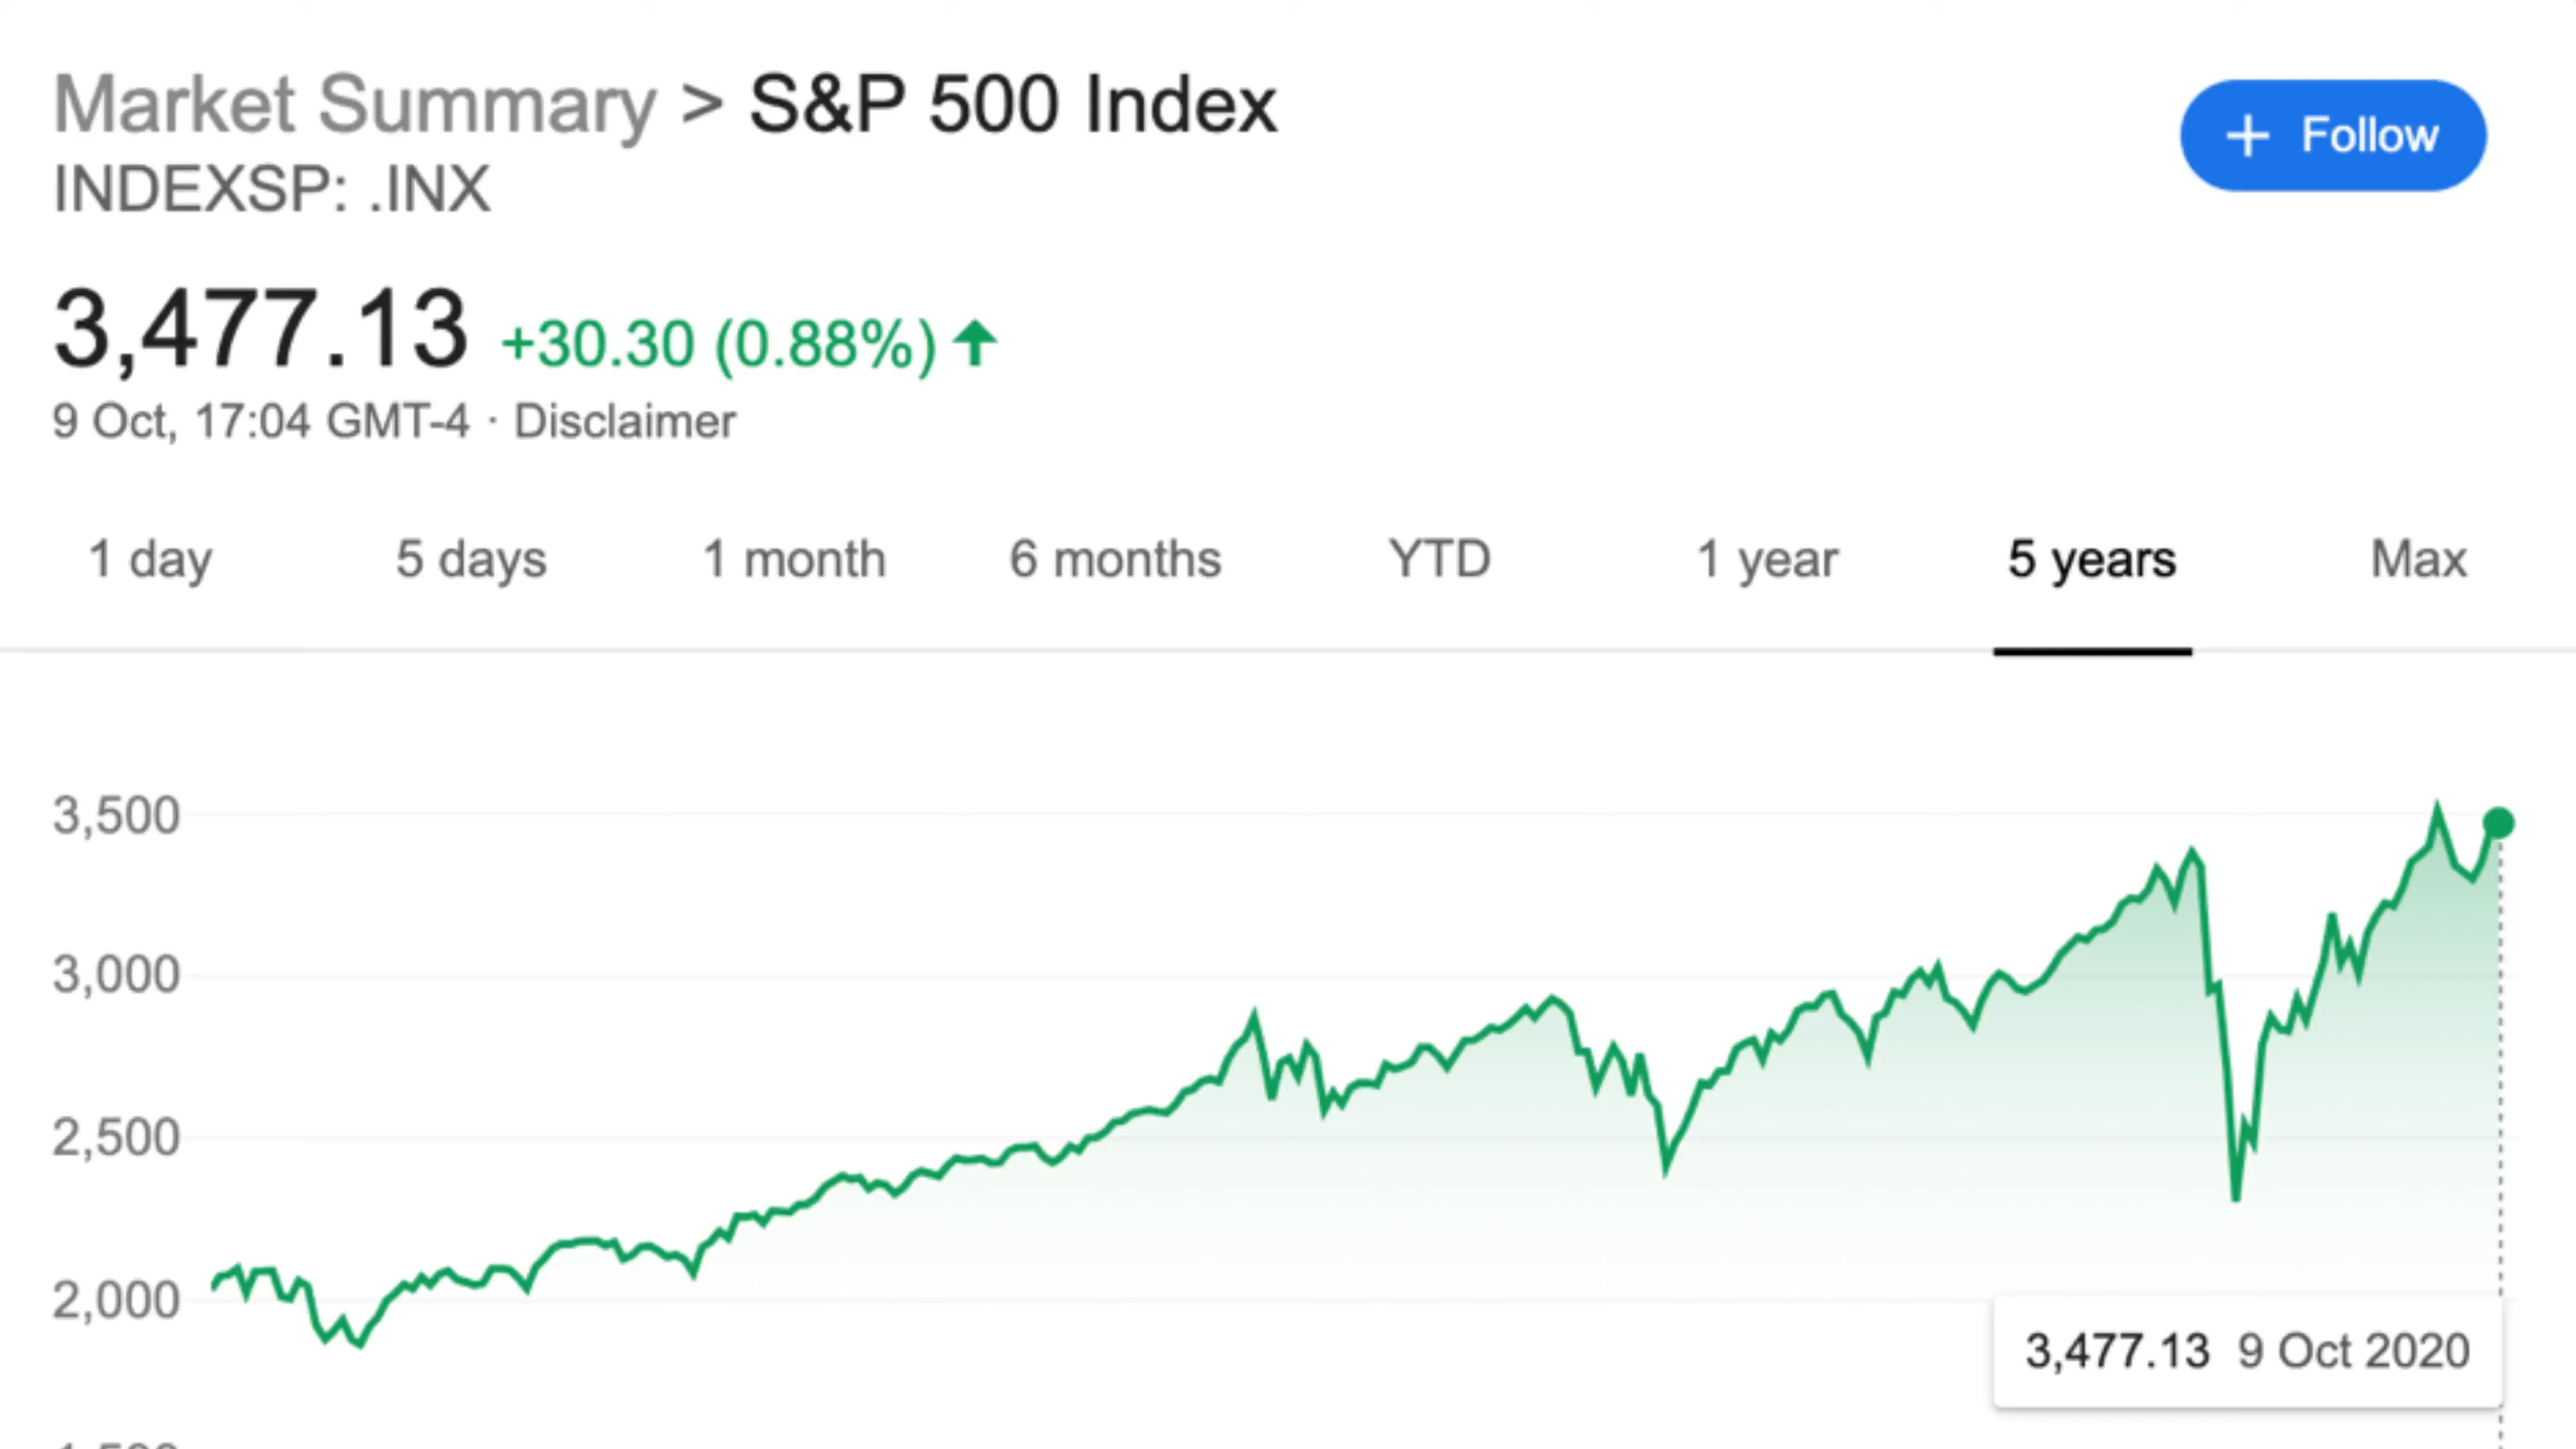 Market Summary > S&P 500 Index
+ Follow
INDEXSP: .INX
3,477.13 +30.30 (0.88%)
9 Oct, 17:04 GMT-4 · Disclaimer
1 day 5 days 1 month 6 months YTD 1 year 5 years Max
3,500
3,000
2,500
2,000
3,477.13 9 Oct 2020